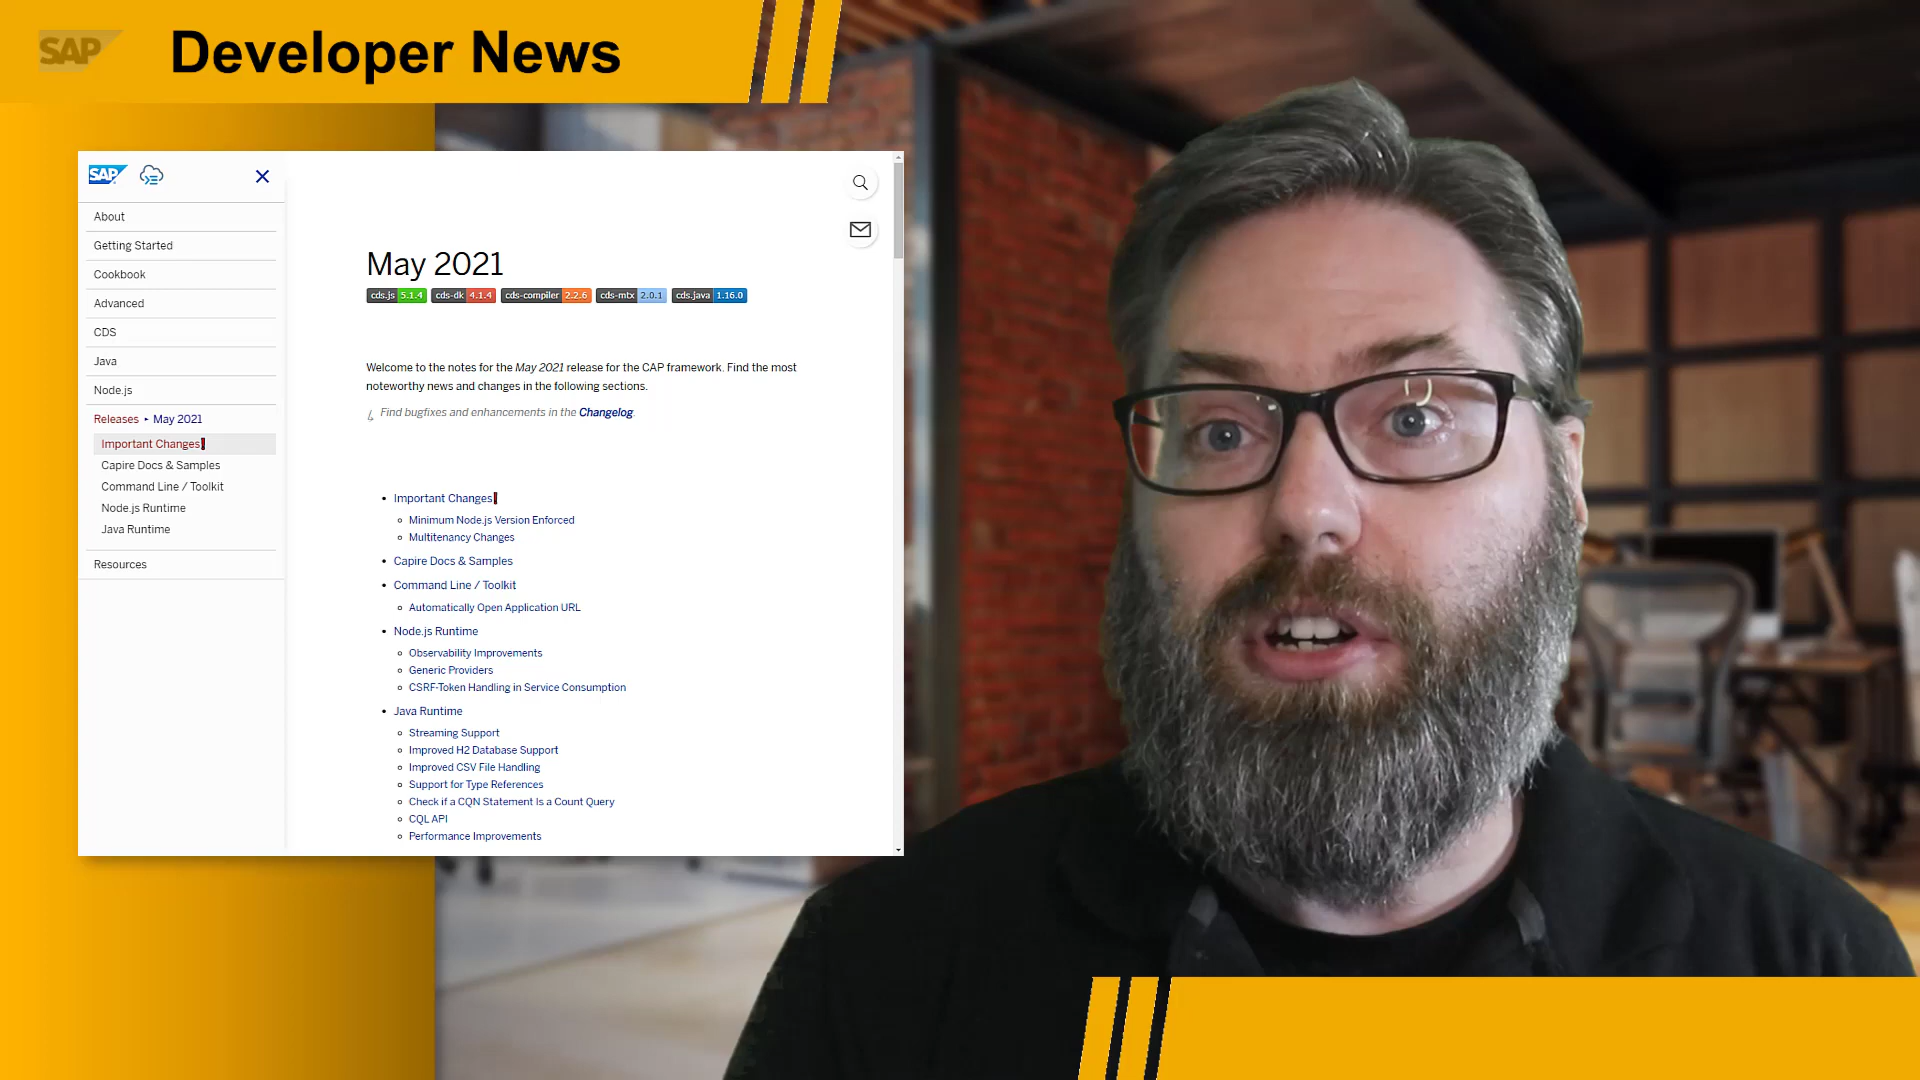 SAP Developer News
SAP
About
Getting Started
Cookbook
Advanced
CDS
Java
Node.js
Releases ‣ May 2021
Important Changes❗
Capire Docs & Samples
Command Line / Toolkit
Node.js Runtime
Java Runtime
Resources
May 2021
cds.js 5.1.4 cds-dk 4.1.4 cds-compiler 2.2.6 cds-mtx 2.0.1 cds.java 1.16.0
Welcome to the notes for the May 2021 release for the CAP framework. Find the most
noteworthy news and changes in the following sections.
Find bugfixes and enhancements in the Changelog.
• Important Changes❗
Minimum Node.js Version Enforced
Multitenancy Changes
• Capire Docs & Samples
• Command Line / Toolkit
Automatically Open Application URL
• Node.js Runtime
Observability Improvements
Generic Providers
CSRF-Token Handling in Service Consumption
• Java Runtime
Streaming Support
Improved H2 Database Support
Improved CSV File Handling
Support for Type References
Check if a CQN Statement Is a Count Query
CQL API
Performance Improvements